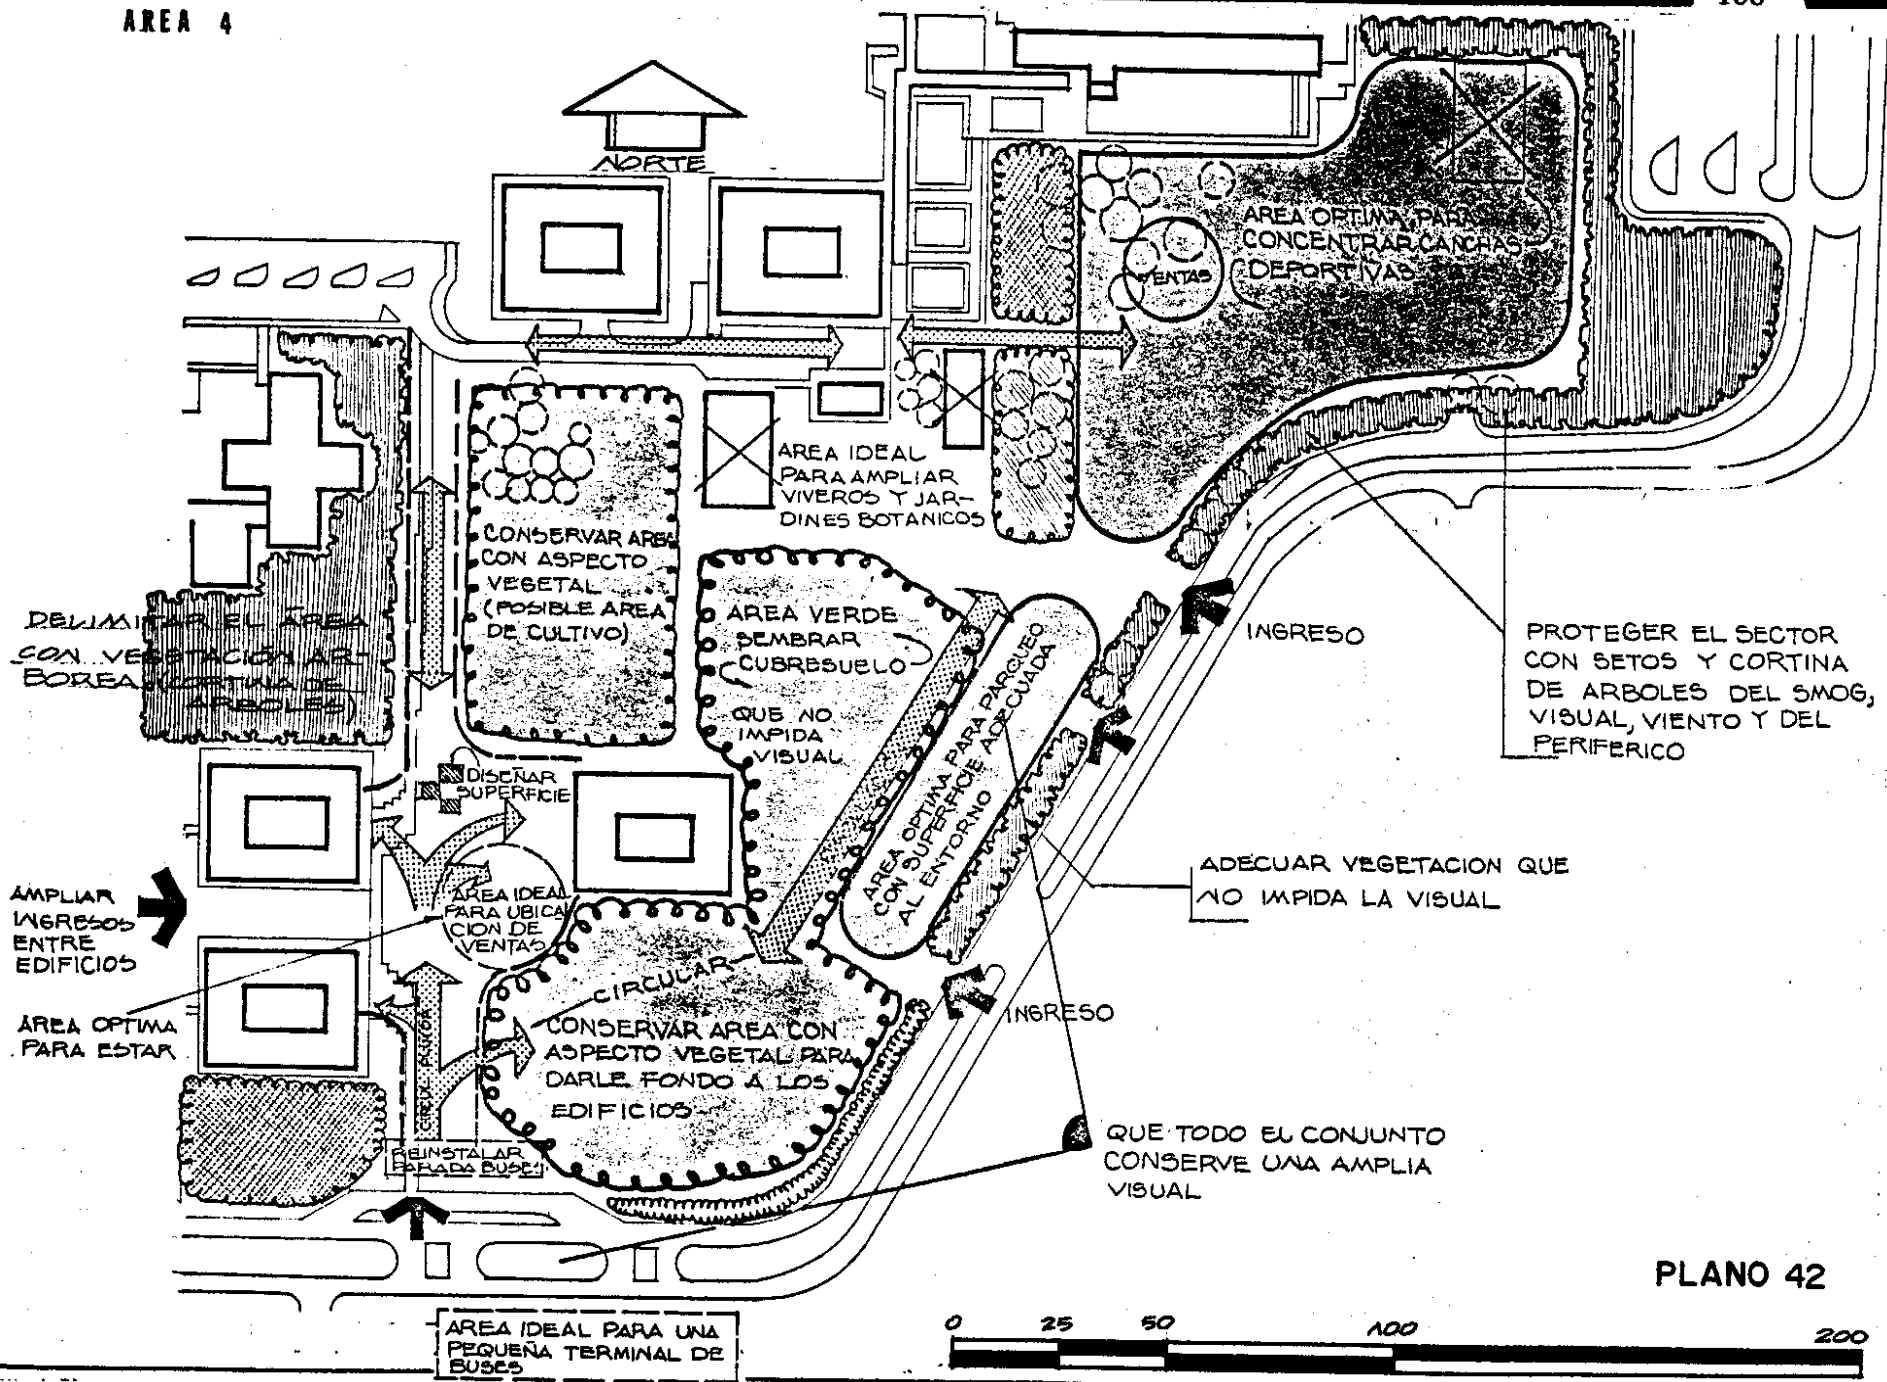 AREA 4
NORTE
AREA OPTIMA PARA
CONCENTRAR CANCHAS
DEPORTIVAS
VENTAS
AREA IDEAL
PARA AMPLIAR
VIVEROS Y JAR-
DINES BOTANICOS
CONSERVAR AREA
CON ASPECTO
VEGETAL
(POSIBLE AREA
DE CULTIVO)
DELIMITAR EL ÁREA
CON VEGETACIÓN AR-
BOREA (CORTINA DE
ARBOLES)
AREA VERDE
SEMBRAR
CUBRESUELO
QUE NO
IMPIDA
VISUAL
AREA OPTIMA PARA PARQUEO
CON SUPERFICIE ADECUADA
AL ENTORNO
INGRESO
PROTEGER EL SECTOR
CON SETOS Y CORTINA
DE ARBOLES DEL SMOG,
VISUAL, VIENTO Y DEL
PERIFERICO
DISEÑAR
SUPERFICIE
ADECUAR VEGETACION QUE
NO IMPIDA LA VISUAL
AMPLIAR
INGRESOS
ENTRE
EDIFICIOS
AREA IDEAL
PARA UBICA
CION DE
VENTAS
AREA OPTIMA
PARA ESTAR
CIRCULAR
CONSERVAR AREA CON
ASPECTO VEGETAL PARA
DARLE FONDO A LOS
EDIFICIOS
INGRESO
REINSTALAR
PARADA BUSES
QUE TODO EL CONJUNTO
CONSERVE UNA AMPLIA
VISUAL
PLANO 42
AREA IDEAL PARA UNA
PEQUEÑA TERMINAL DE
BUSES
0 25 50 100 200